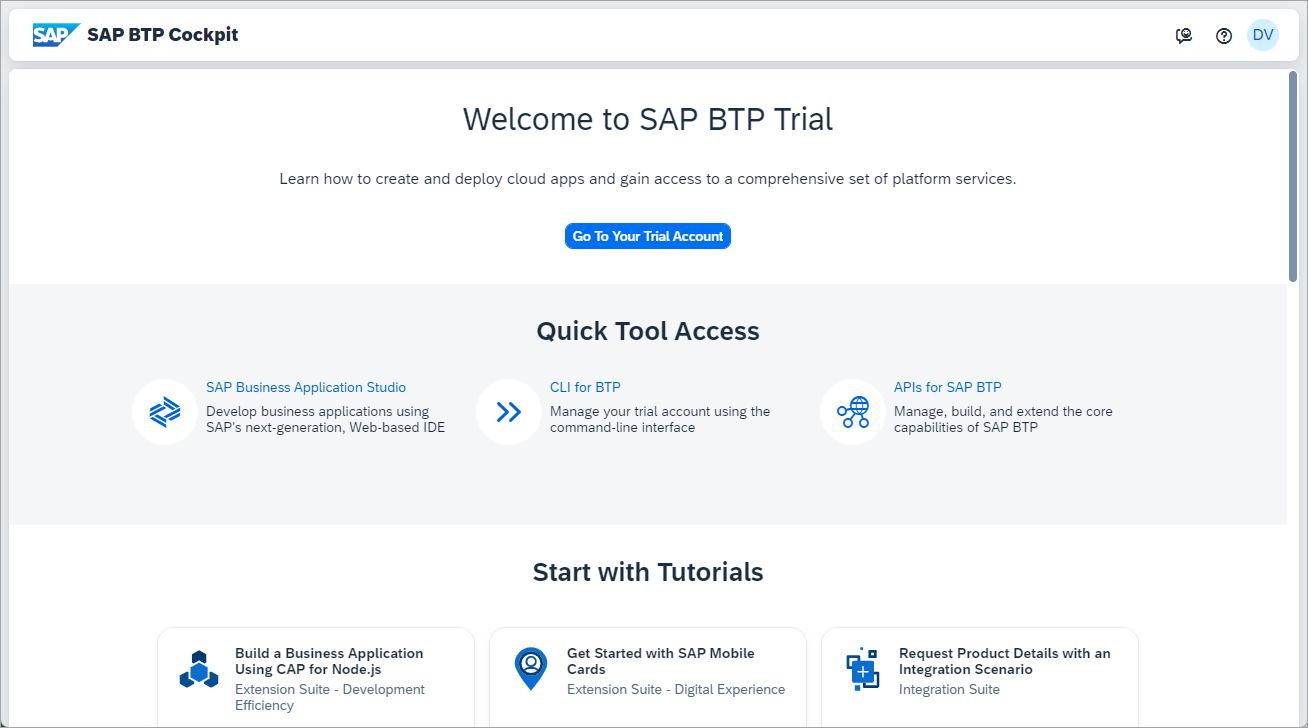 SAP SAP BTP Cockpit DV
Welcome to SAP BTP Trial
Learn how to create and deploy cloud apps and gain access to a comprehensive set of platform services.
Go To Your Trial Account
Quick Tool Access
SAP Business Application Studio
Develop business applications using
SAP's next-generation, Web-based IDE
CLI for BTP
Manage your trial account using the
command-line interface
APIs for SAP BTP
Manage, build, and extend the core
capabilities of SAP BTP
Start with Tutorials
Build a Business Application
Using CAP for Node.js
Extension Suite - Development
Efficiency
Get Started with SAP Mobile
Cards
Extension Suite - Digital Experience
Request Product Details with an
Integration Scenario
Integration Suite